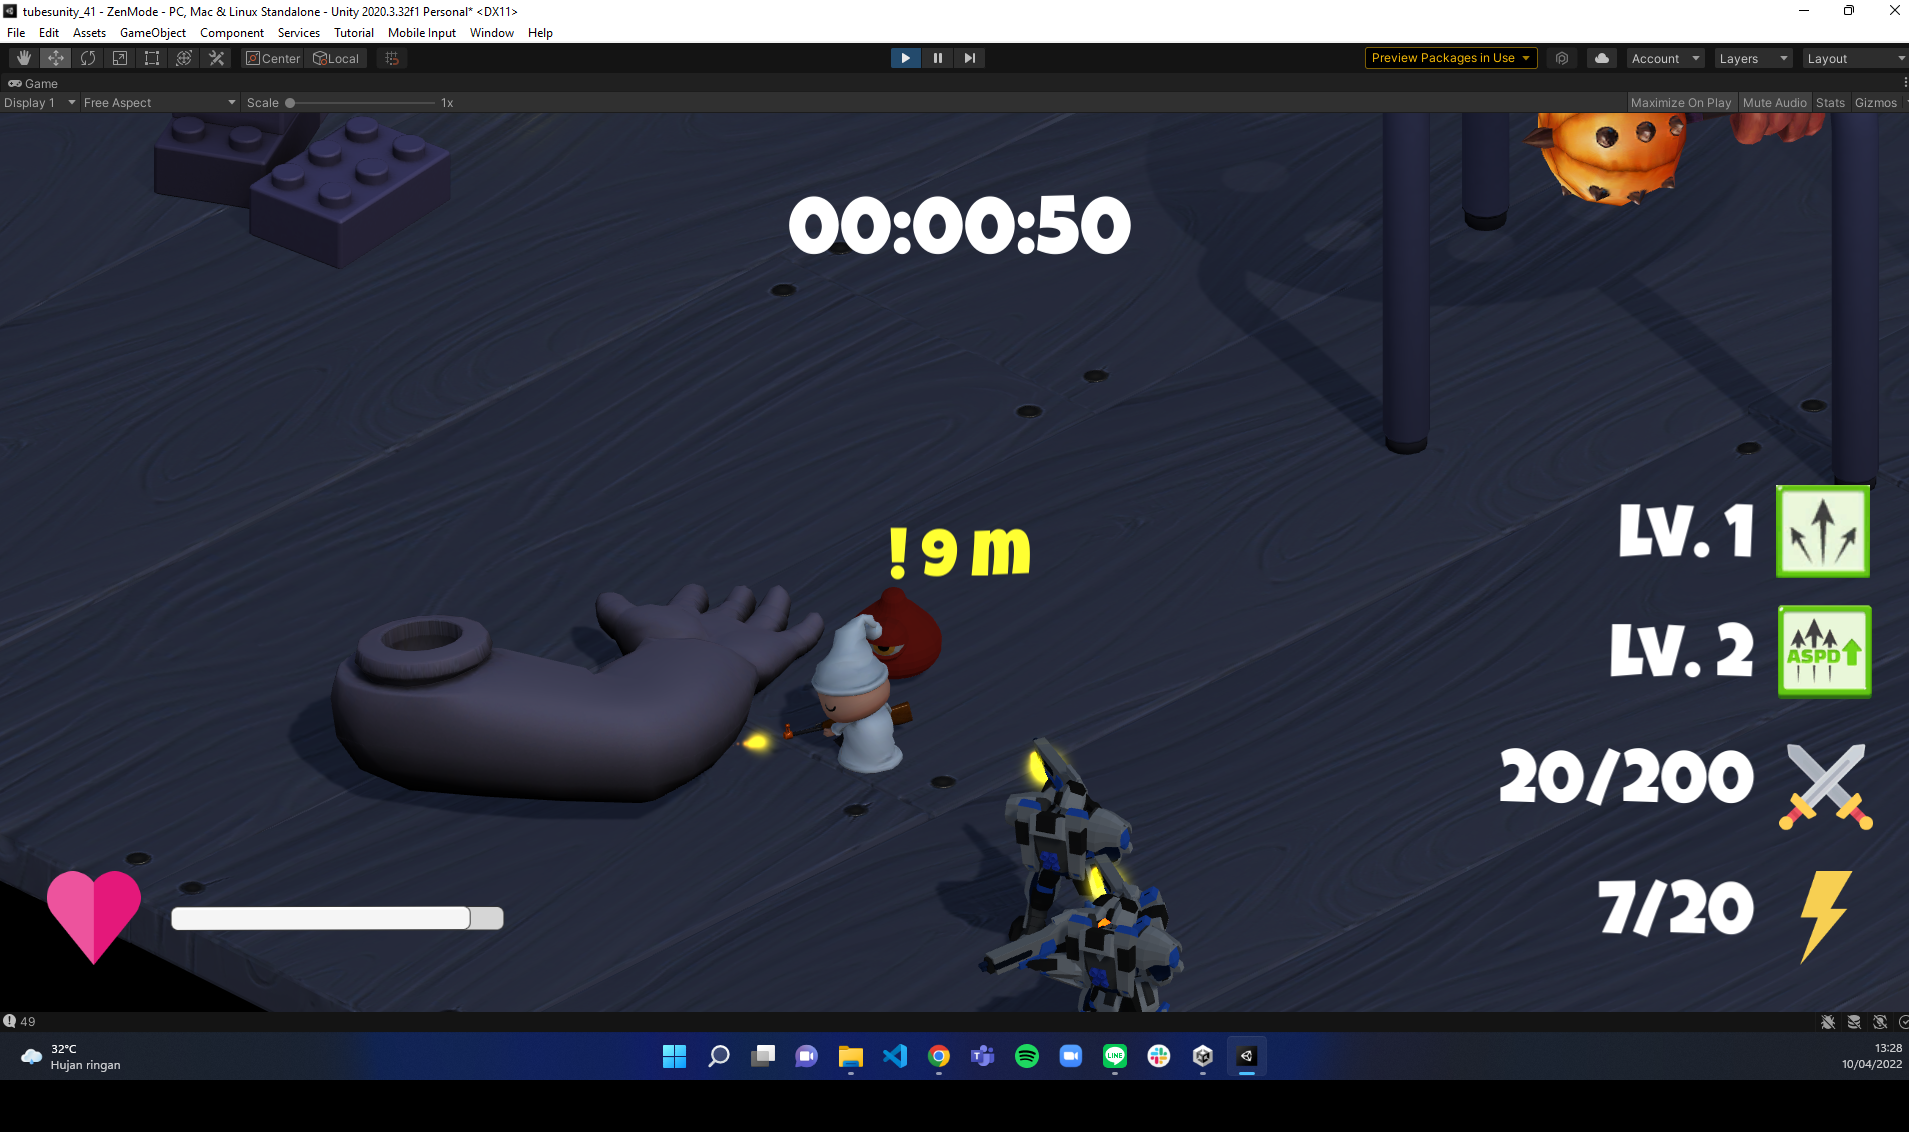 tubesunity_41 - ZenMode - PC, Mac & Linux Standalone - Unity 2020.3.32f1 Personal* <DX11>
File Edit Assets GameObject Component Services Tutorial Mobile Input Window Help
Center Local Preview Packages in Use Account Layers Layout
Game
Display 1 Free Aspect Scale 1x Maximize On Play Mute Audio Stats Gizmos
00:00:50
LV. 1
! 9 m
LV. 2
ASPD
20/200
7/20
49
32°C
Hujan ringan
LINE
13:28
10/04/2022